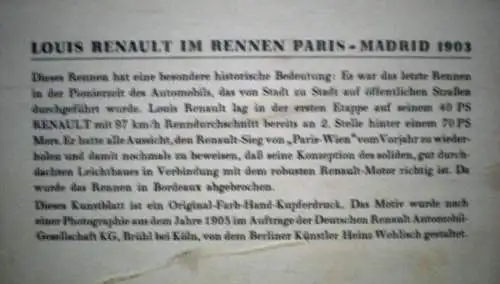 LOUIS RENAULT IM RENNEN PARIS - MADRID 1903
Dieses Rennen hat eine besondere historische Bedeutung: Es war das letzte Rennen
in der Pionierzeit des Automobils, das von Stadt zu Stadt auf öffentlichen Straßen
durchgeführt wurde. Louis Renault lag in der ersten Etappe auf seinem 40 PS
RENAULT mit 97 km/h Renndurchschnitt bereits an 2. Stelle hinter einem 70 PS
Mors. Er hatte alle Aussicht, den Renault-Sieg von „Paris-Wien" vom Vorjahr zu wieder-
holen und damit nochmals zu beweisen, daß seine Konzeption des soliden, gut durch-
dachten Leichtbaues in Verbindung mit dem robusten Renault-Motor richtig ist. Da
wurde das Rennen in Bordeaux abgebrochen.
Dieses Kunstblatt ist ein Original-Farb-Hand-Kupferdruck. Das Motiv wurde nach
einer Photographie aus dem Jahre 1903 im Auftrage der Deutschen Renault Automobil-
Gesellschaft KG, Brühl bei Köln, von dem Berliner Künstler Heinz Wohlisch gestaltet.